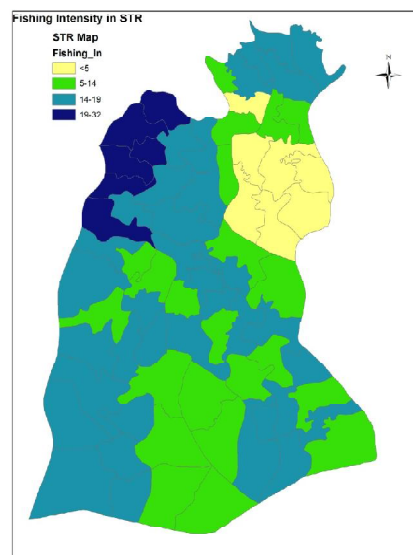 Fishing Intensity in STR
STR Map
Fishing_In
<5
5-14
14-19
19-32
N